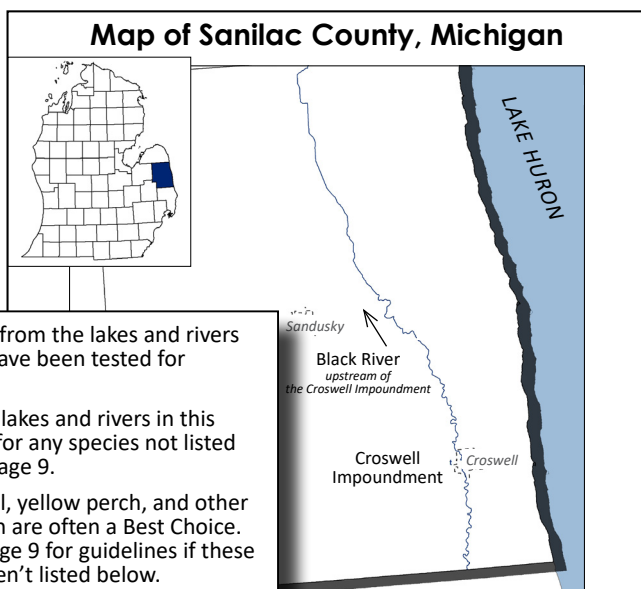 Map of Sanilac County, Michigan
LAKE HURON
Sandusky
Black River
upstream of
the Croswell Impoundment
Croswell
Impoundment
Croswell
from the lakes and rivers
ave been tested for
lakes and rivers in this
for any species not listed
age 9.
l, yellow perch, and other
n are often a Best Choice.
ge 9 for guidelines if these
en’t listed below.